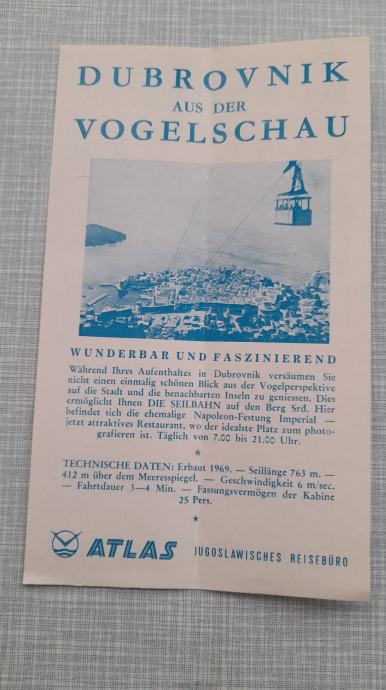 DUBROVNIK
AUS DER
VOGELSCHAU
WUNDERBAR UND FASZINIEREND
Während Ihres Aufenthaltes in Dubrovnik versäumen Sie
nicht einen einmalig schönen Blick aus der Vogelperspektive
auf die Stadt und die benachbarten Inseln zu geniessen. Dies
ermöglicht Ihnen DIE SEILBAHN auf den Berg Srd. Hier
befindet sich die ehemalige Napoleon-Festung Imperial —
jetzt attraktives Restaurant, wo der idealste Platz zum photo-
grafieren ist. Täglich von 7.00 bis 21.00 Uhr.
TECHNISCHE DATEN: Erbaut 1969. — Seillänge 763 m. —
412 m über dem Meeresspiegel. — Geschwindigkeit 6 m/sec.
— Fahrtdauer 3—4 Min. — Fassungsvermögen der Kabine
25 Pers.
ATLAS JUGOSLAWISCHES REISEBÜRO